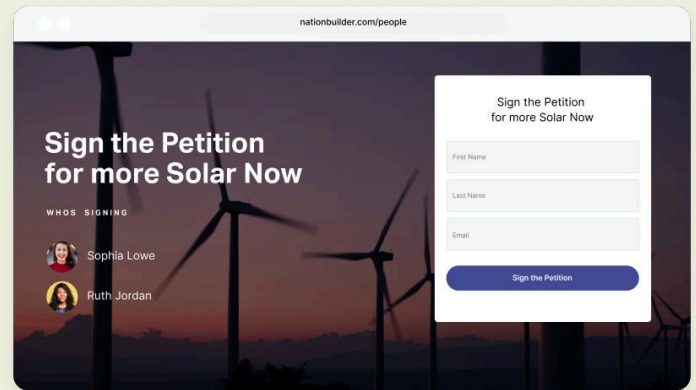 nationbuilder.com/people
Sign the Petition
for more Solar Now
WHOS SIGNING
Sophia Lowe
Ruth Jordan
Sign the Petition
for more Solar Now
First Name
Last Name
Email
Sign the Petition